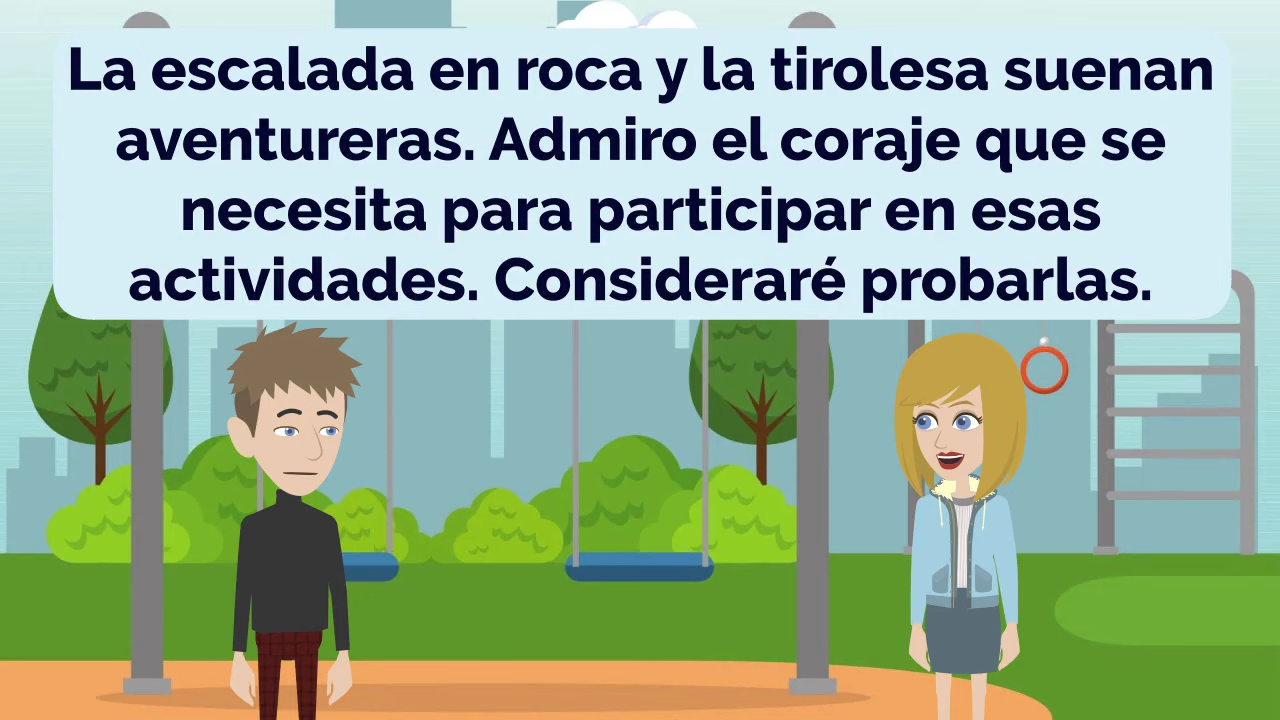 La escalada en roca y la tirolesa suenan
aventureras. Admiro el coraje que se
necesita para participar en esas
actividades. Consideraré probarlas.